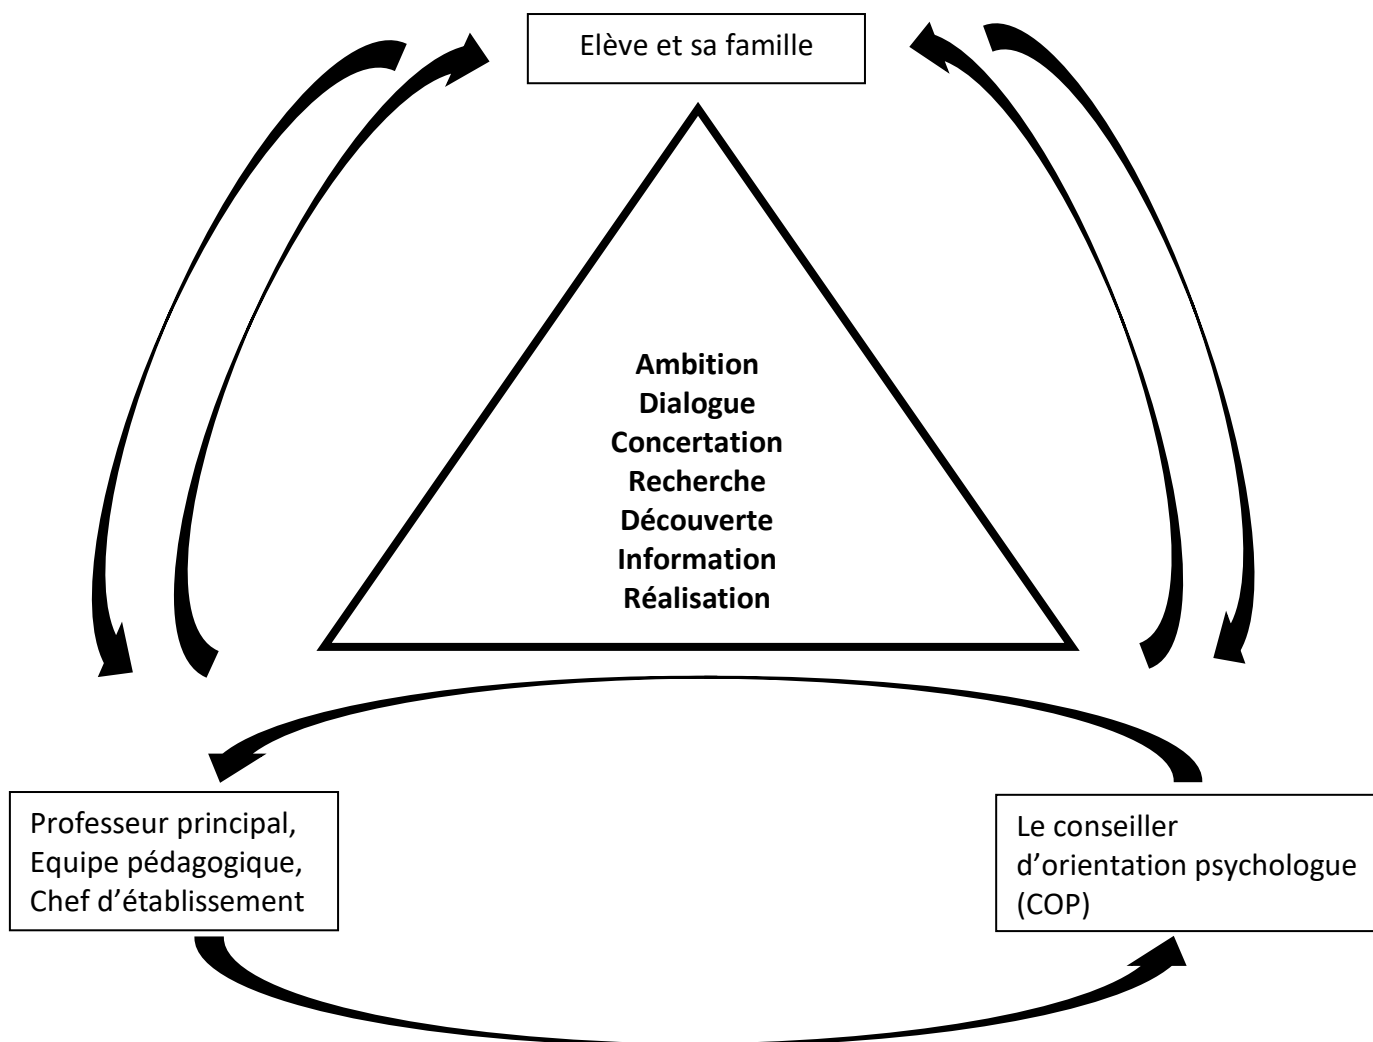 Elève et sa famille
Ambition
Dialogue
Concertation
Recherche
Découverte
Information
Réalisation
Professeur principal,
Equipe pédagogique,
Chef d’établissement
Le conseiller
d’orientation psychologue
(COP)